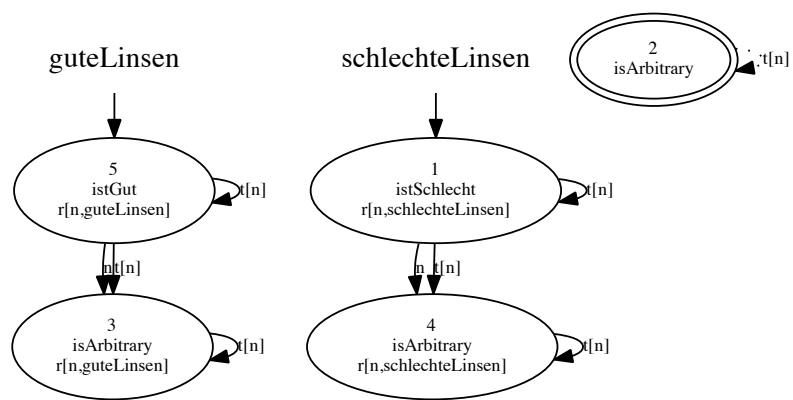 guteLinsen
schlechteLinsen
2
isArbitrary
t[n]
5
istGut
r[n,guteLinsen]
t[n]
1
istSchlecht
r[n,schlechteLinsen]
t[n]
n
t[n]
n
t[n]
3
isArbitrary
r[n,guteLinsen]
t[n]
4
isArbitrary
r[n,schlechteLinsen]
t[n]